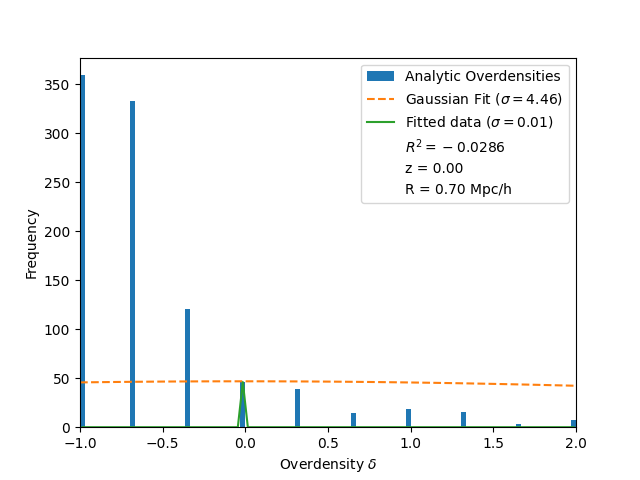 Analytic Overdensities
Gaussian Fit (σ = 4.46)
Fitted data (σ = 0.01)
R² = −0.0286
z = 0.00
R = 0.70 Mpc/h
350
300
250
200
150
100
50
0
Frequency
−1.0 −0.5 0.0 0.5 1.0 1.5 2.0
Overdensity δ